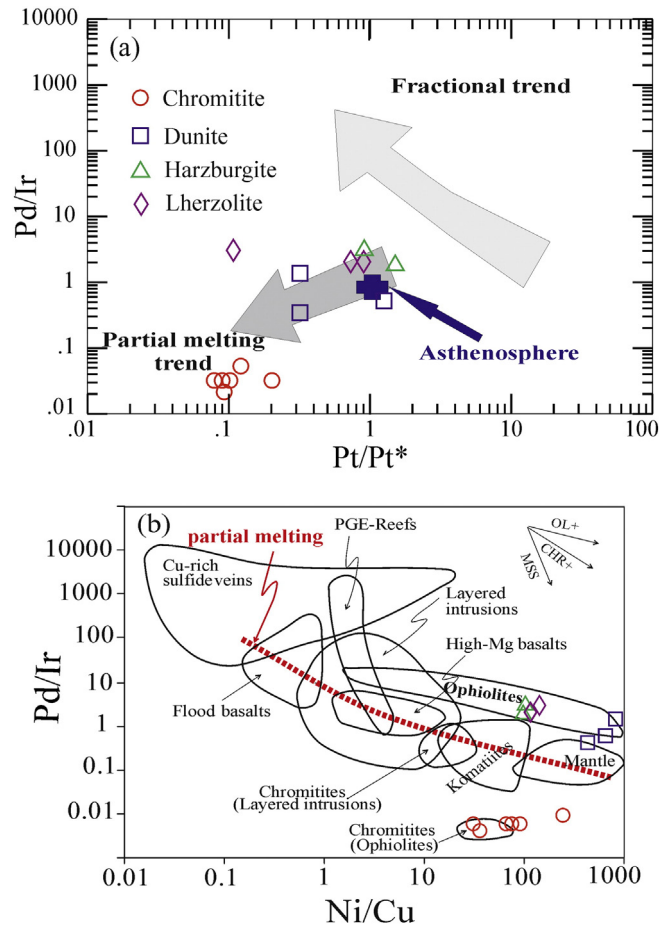 10000
(a)
Fractional trend
1000
Chromitite
Dunite
100
Harzburgite
Lherzolite
10
Pd/Ir
1
Partial melting
trend
Asthenosphere
.1
.01
.01
.1
1
10
100
Pt/Pt*
(b)
partial melting
PGE-Reefs
OL+
CHR+
MSS
10000
Cu-rich
sulfide veins
1000
Layered
intrusions
100
High-Mg basalts
Pd/Ir
10
Ophiolites
Flood basalts
1
Komatiites
Mantle
0.1
Chromitites
(Layered intrusions)
0.01
Chromitites
(Ophiolites)
0.01
0.1
1
10
100
1000
Ni/Cu